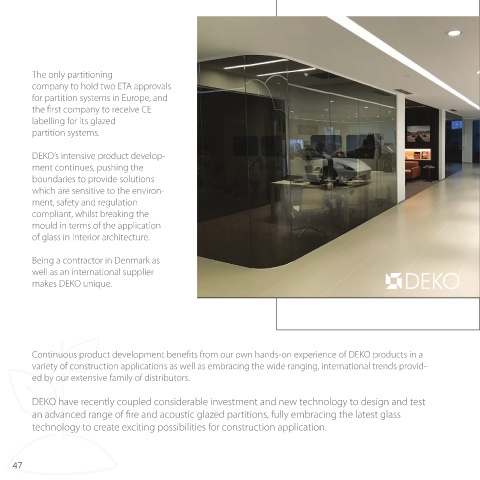 The only partitioning
company to hold two ETA approvals
for partition systems in Europe, and
the first company to receive CE
labelling for its glazed
partition systems.
DEKO's intensive product develop-
ment continues, pushing the
boundaries to provide solutions
which are sensitive to the environ-
ment, safety and regulation
compliant, whilst breaking the
mould in terms of the application
of glass in interior architecture.
Being a contractor in Denmark as
well as an international supplier
makes DEKO unique.
DEKO
Continuous product development benefits from our own hands-on experience of DEKO products in a
variety of construction applications as well as embracing the wide ranging, international trends provid-
ed by our extensive family of distributors.
DEKO have recently coupled considerable investment and new technology to design and test
an advanced range of fire and acoustic glazed partitions, fully embracing the latest glass
technology to create exciting possibilities for construction application.
47